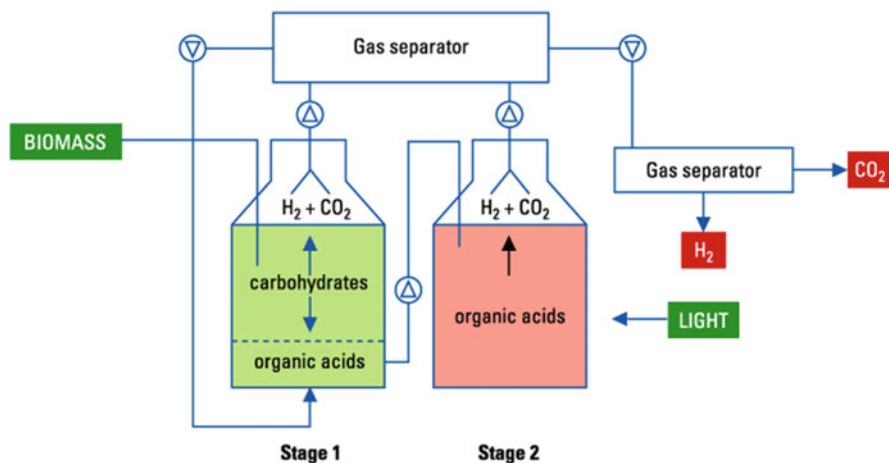 Gas separator
BIOMASS
Gas separator
CO₂
H₂ + CO₂
H₂ + CO₂
H₂
carbohydrates
organic acids
LIGHT
organic acids
Stage 1
Stage 2